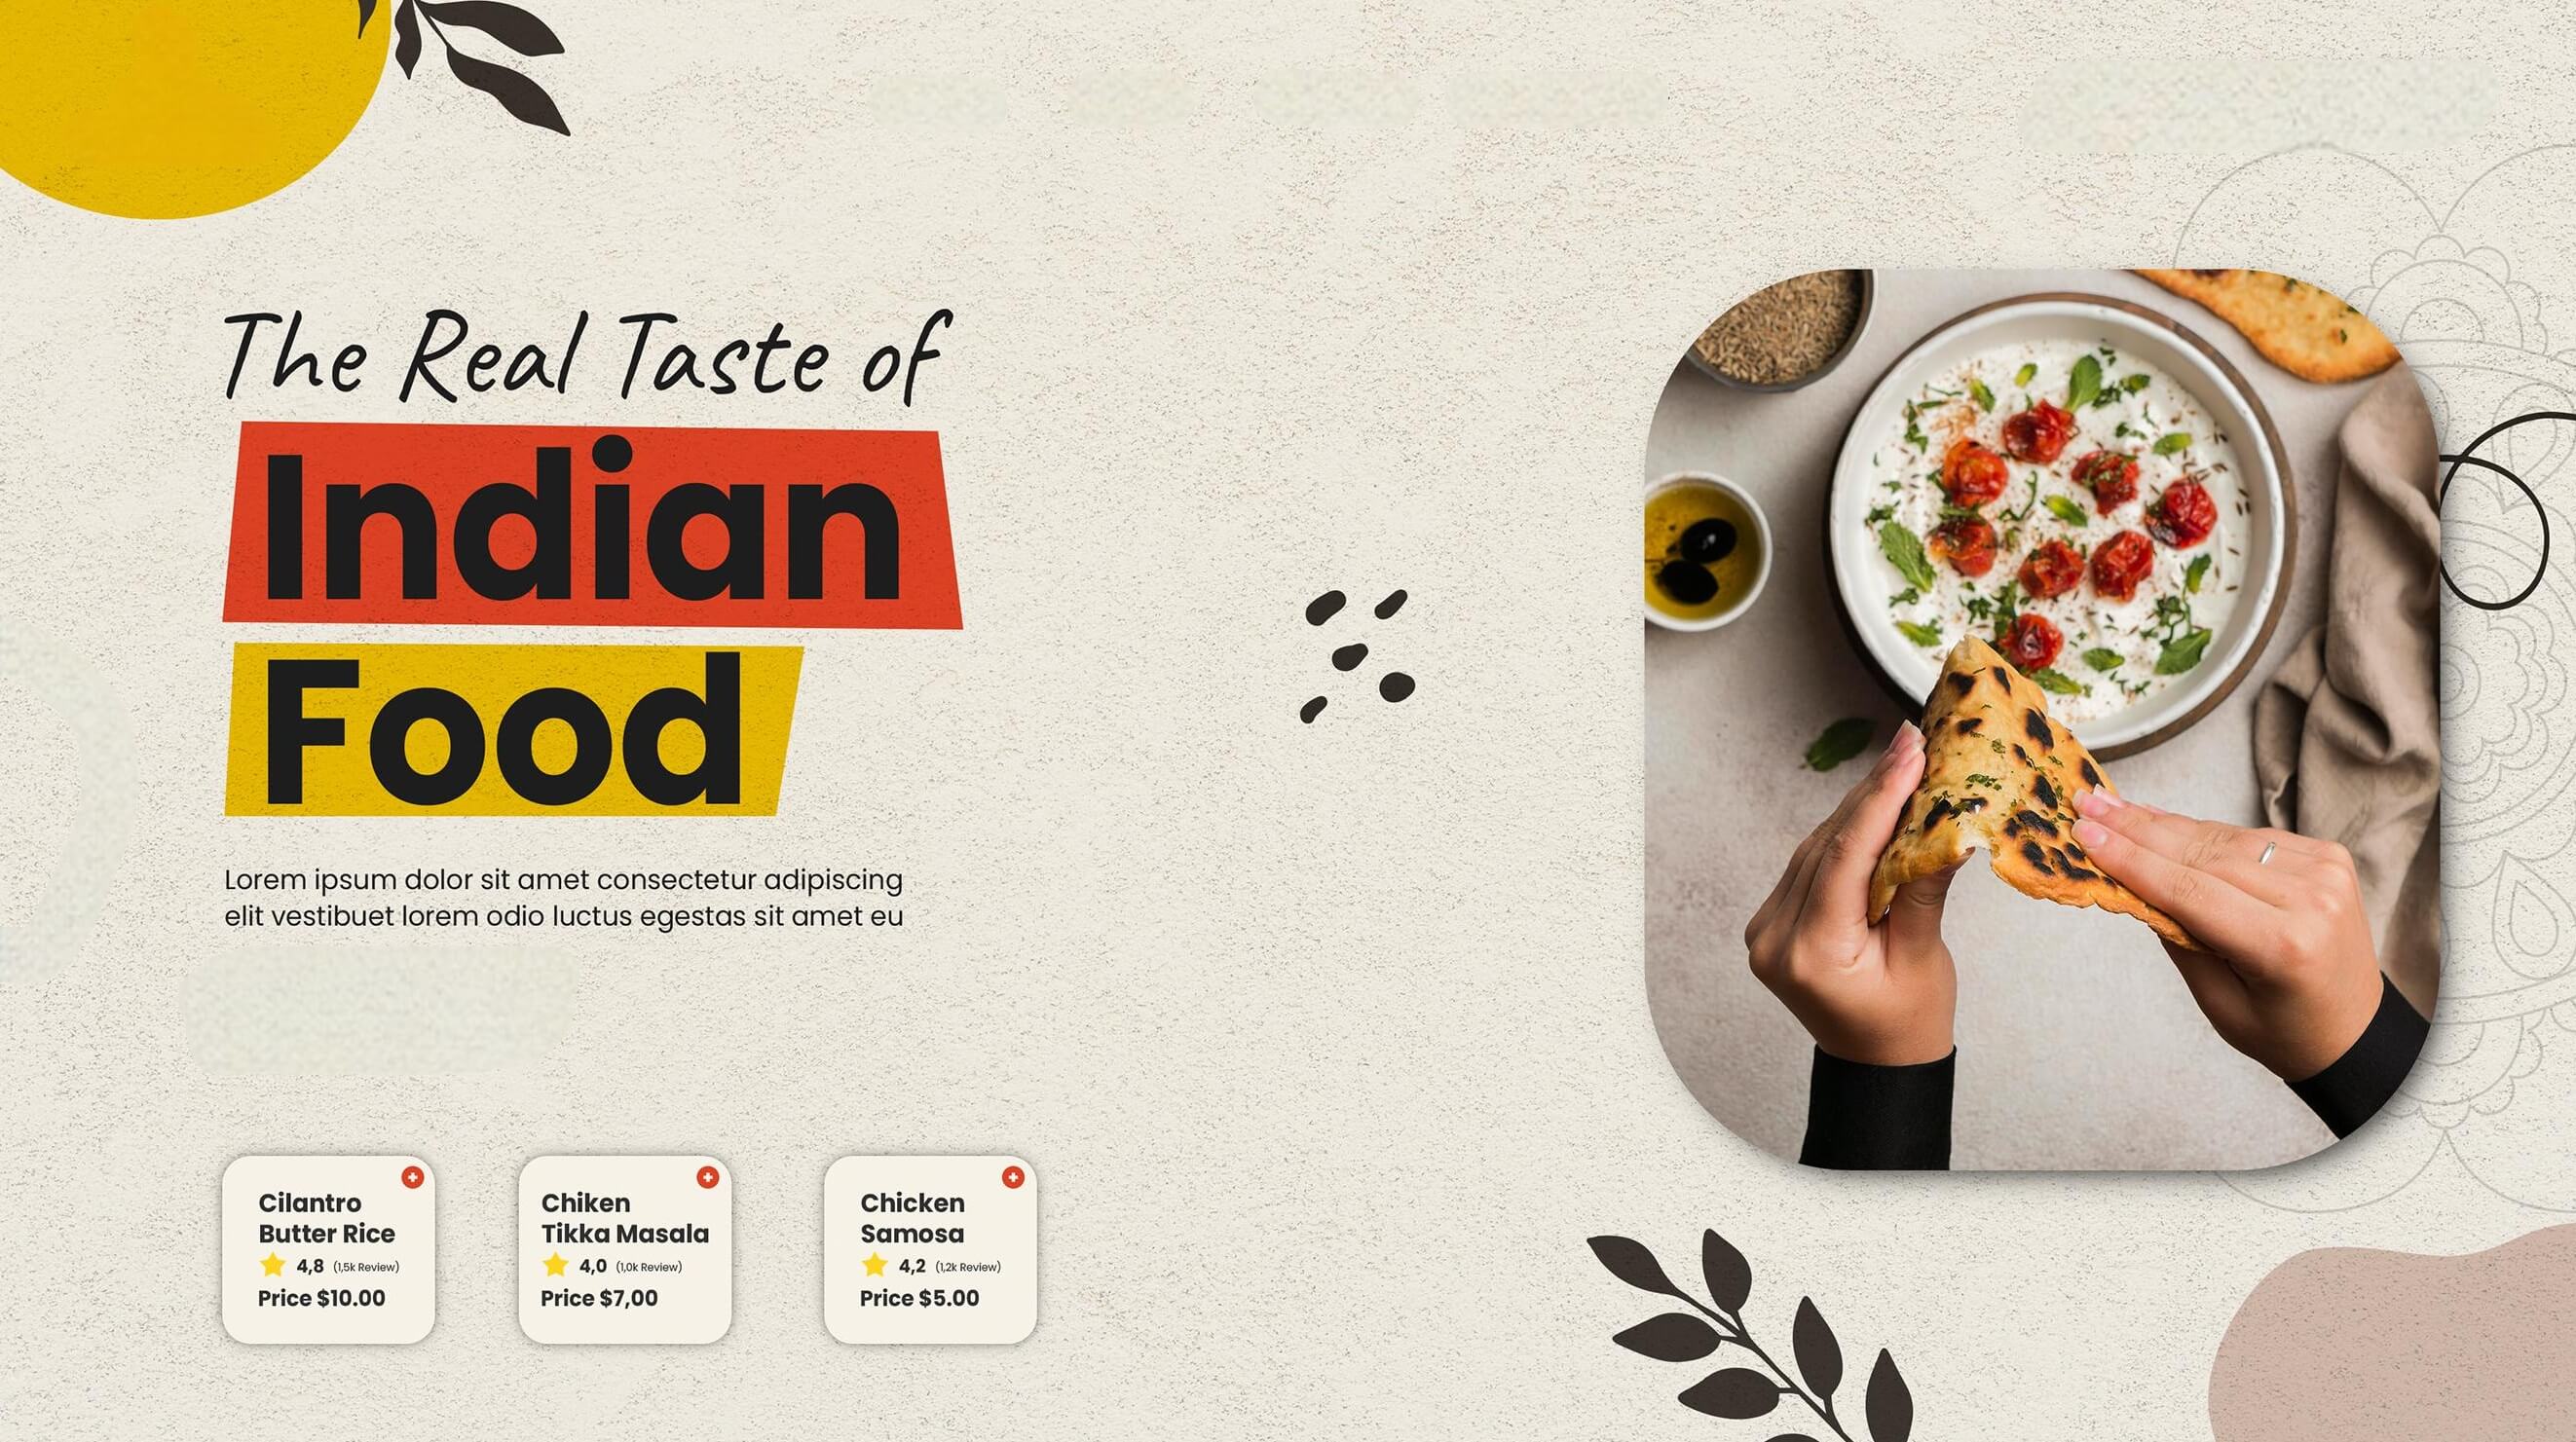 The Real Taste of
Indian
Food
Lorem ipsum dolor sit amet consectetur adipiscing
elit vestibuet lorem odio luctus egestas sit amet eu
Cilantro
Butter Rice
4,8 (1,5k Review)
Price $10.00
Chiken
Tikka Masala
4,0 (1,0k Review)
Price $7,00
Chicken
Samosa
4,2 (1,2k Review)
Price $5.00